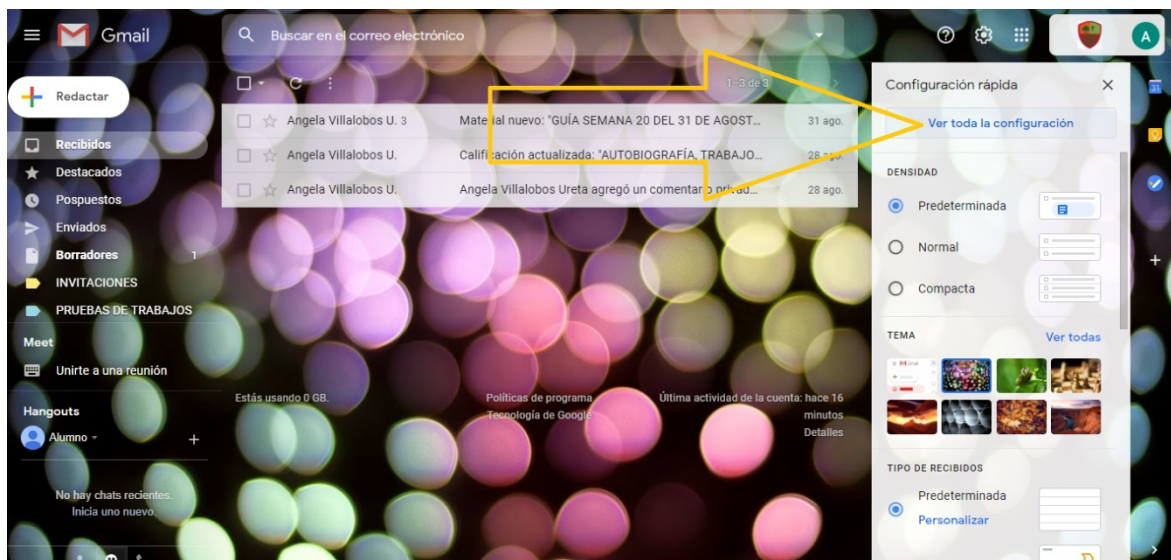 Gmail
Buscar en el correo electrónico
A
Redactar
Recibidos
Destacados
Pospuestos
Enviados
Borradores 1
INVITACIONES
PRUEBAS DE TRABAJOS
Meet
Unirte a una reunión
Hangouts
Alumno
No hay chats recientes.
Inicia uno nuevo
1–3 de 3
Angela Villalobos U. 3 Material nuevo: "GUÍA SEMANA 20 DEL 31 DE AGOST... 31 ago.
Angela Villalobos U. Calificación actualizada: "AUTOBIOGRAFÍA, TRABAJO... 28 ago.
Angela Villalobos U. Angela Villalobos Ureta agregó un comentario privad... 28 ago.
Estás usando 0 GB.
Políticas de programa
Tecnología de Google
Última actividad de la cuenta: hace 16
minutos
Detalles
Configuración rápida
Ver toda la configuración
DENSIDAD
Predeterminada
Normal
Compacta
TEMA Ver todas
TIPO DE RECIBIDOS
Predeterminada
Personalizar
31